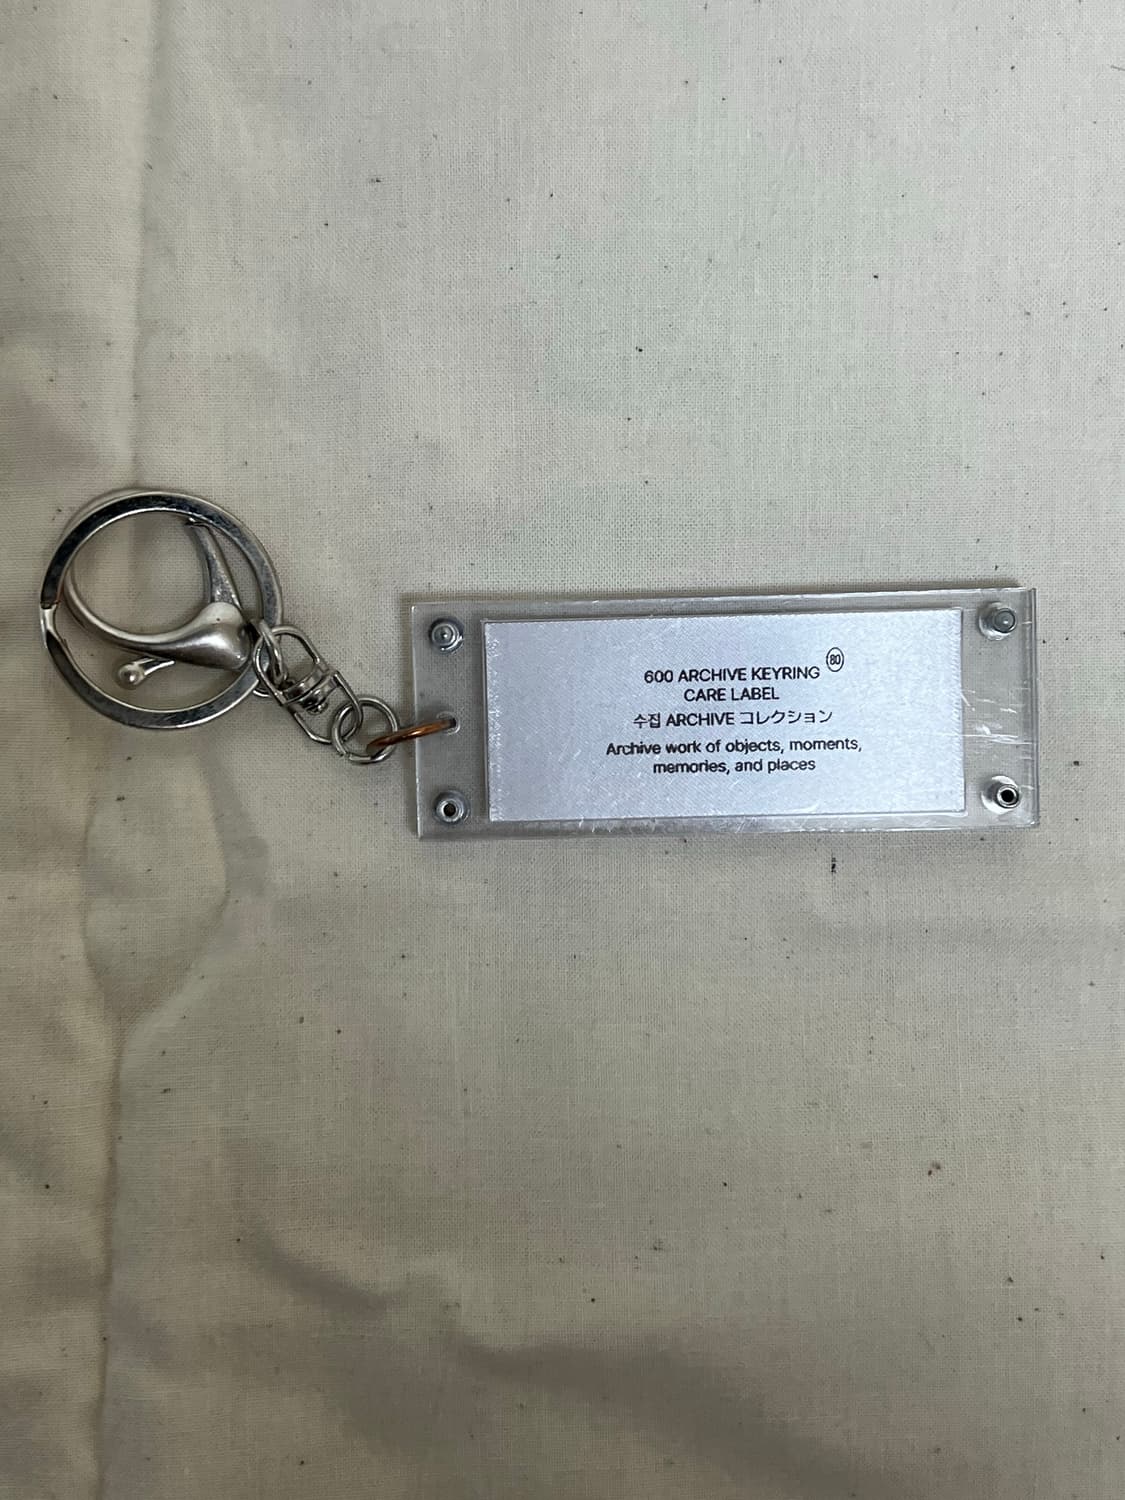 600 ARCHIVE KEYRING 80
CARE LABEL
수집 ARCHIVE コレクション
Archive work of objects, moments,
memories, and places